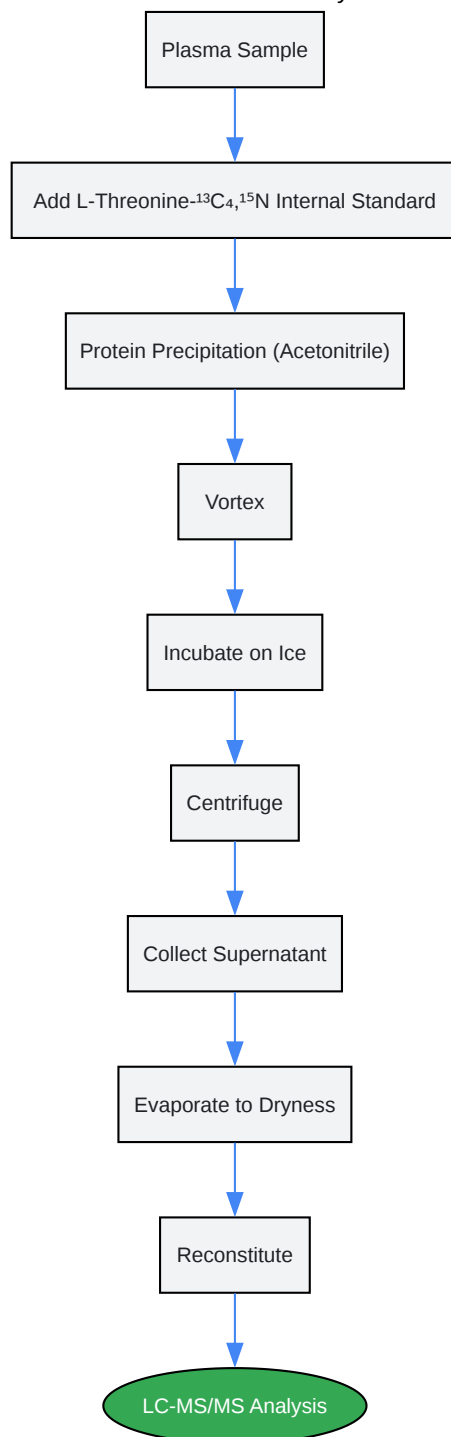 Plasma Sample
Add L-Threonine-¹³C₄,¹⁵N Internal Standard
Protein Precipitation (Acetonitrile)
Vortex
Incubate on Ice
Centrifuge
Collect Supernatant
Evaporate to Dryness
Reconstitute
LC-MS/MS Analysis